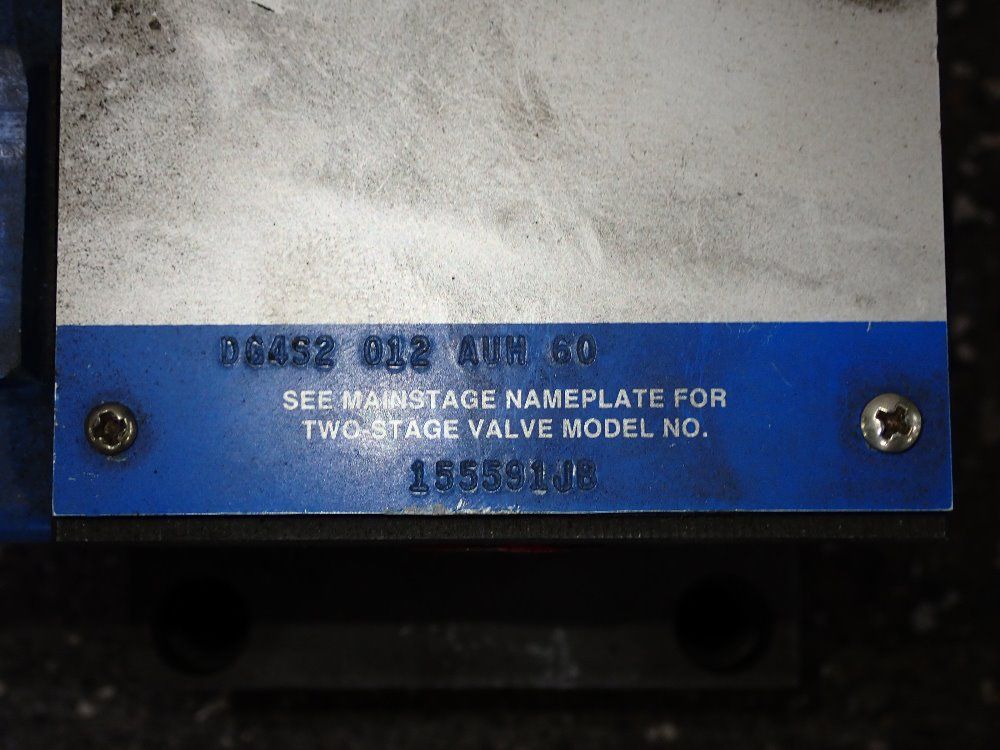 DG4S2 012 AUH 60
SEE MAINSTAGE NAMEPLATE FOR
TWO-STAGE VALVE MODEL NO.
155591JB